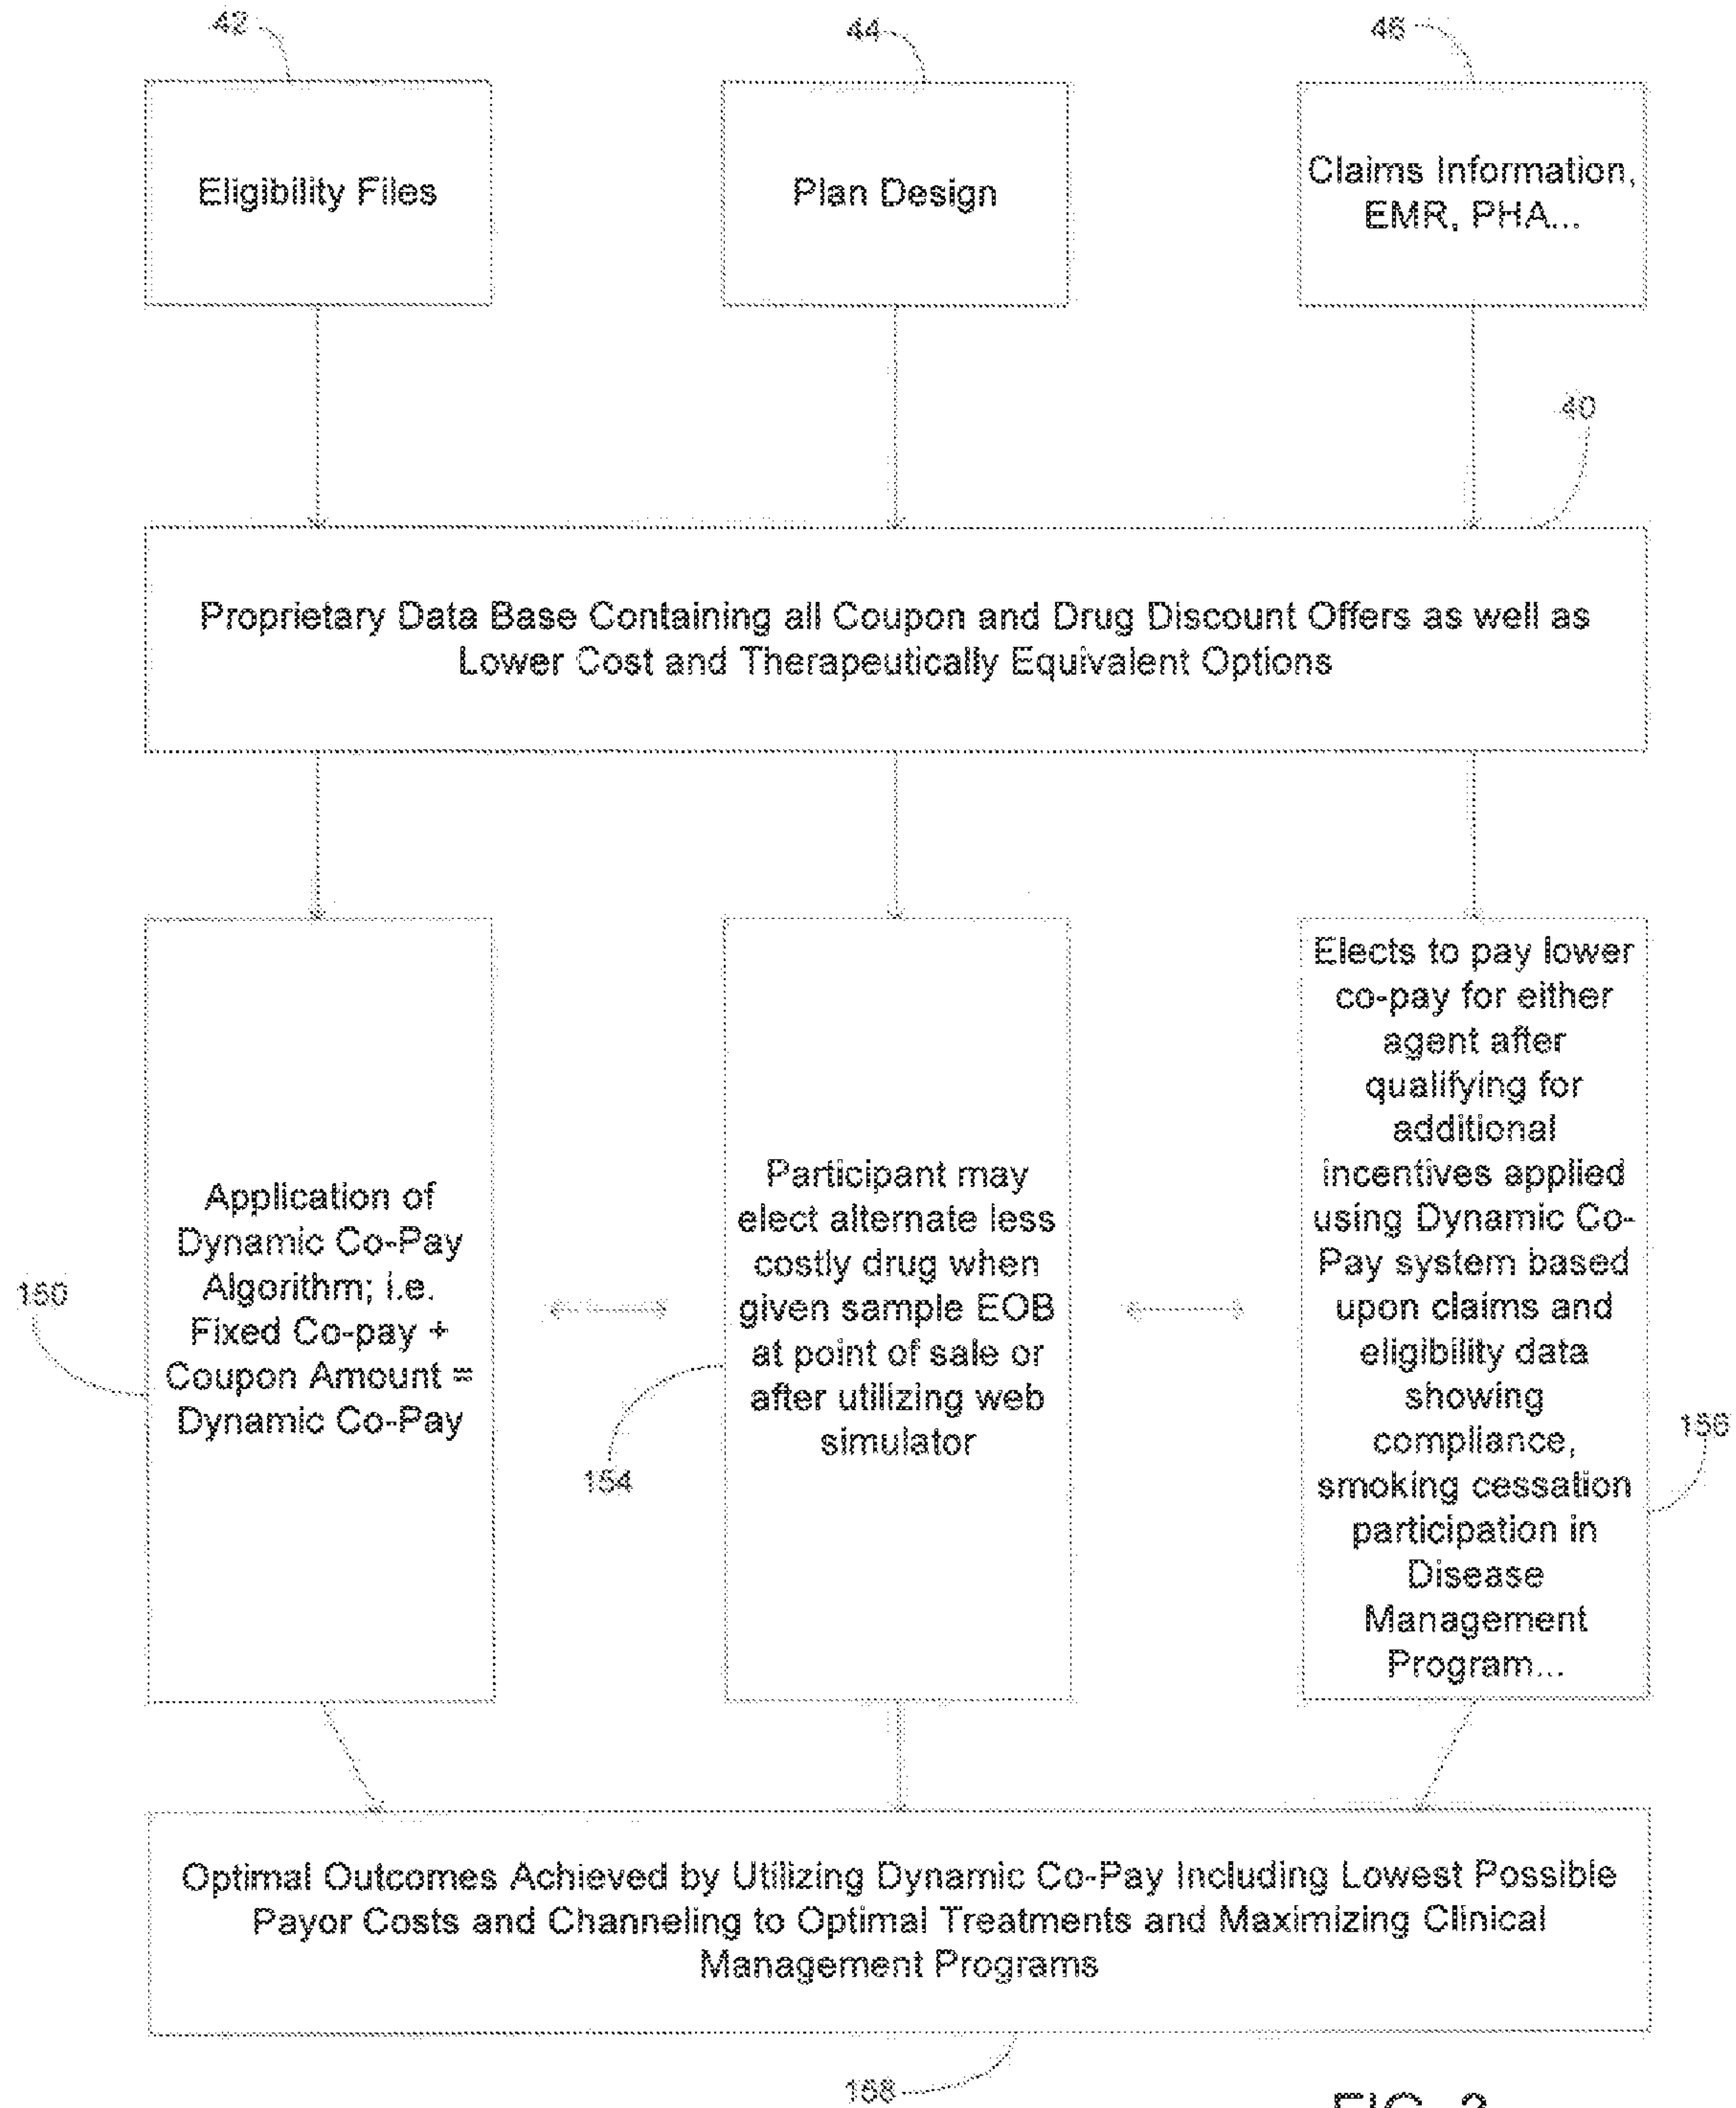 42
44
46
Eligibility Files
Plan Design
Claims Information,
EMR, PHA...
40
Proprietary Data Base Containing all Coupon and Drug Discount Offers as well as
Lower Cost and Therapeutically Equivalent Options
Application of
Dynamic Co-Pay
Algorithm; i.e.
Fixed Co-pay +
Coupon Amount =
Dynamic Co-Pay
150
Participant may
elect alternate less
costly drug when
given sample EOB
at point of sale or
after utilizing web
simulator
154
Elects to pay lower
co-pay for either
agent after
qualifying for
additional
incentives applied
using Dynamic Co-
Pay system based
upon claims and
eligibility data
showing
compliance,
smoking cessation
participation in
Disease
Management
Program...
156
Optimal Outcomes Achieved by Utilizing Dynamic Co-Pay Including Lowest Possible
Payor Costs and Channeling to Optimal Treatments and Maximizing Clinical
Management Programs
158